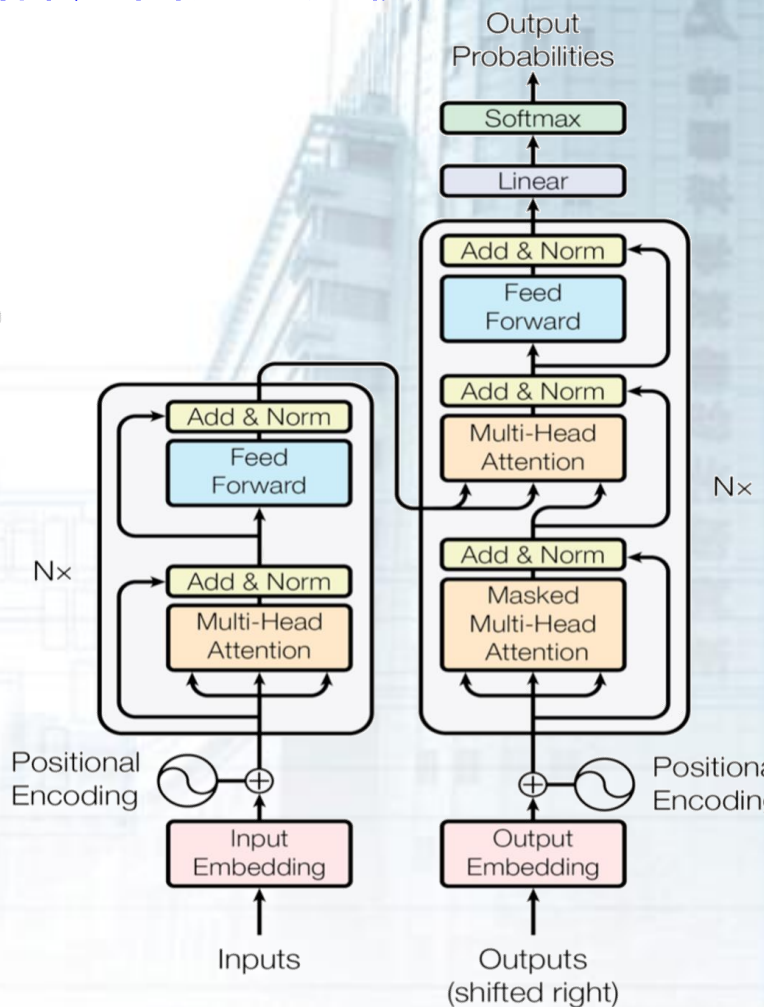 Output
Probabilities
Softmax
Linear
Add & Norm
Feed
Forward
Add & Norm
Multi-Head
Attention
Add & Norm
Masked
Multi-Head
Attention
Nx
Positional
Encoding
Output
Embedding
Outputs
(shifted right)
Add & Norm
Feed
Forward
Add & Norm
Multi-Head
Attention
Nx
Positional
Encoding
Input
Embedding
Inputs